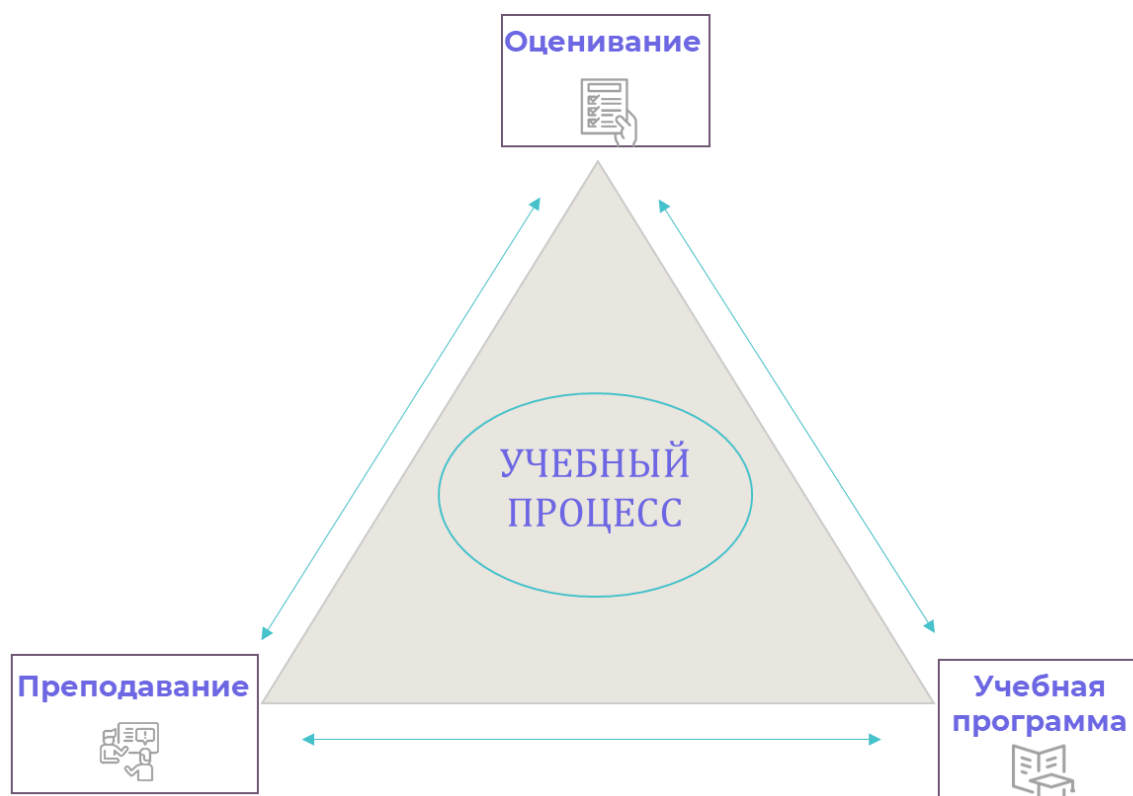 Оценивание
УЧЕБНЫЙ
ПРОЦЕСС
Преподавание
Учебная
программа